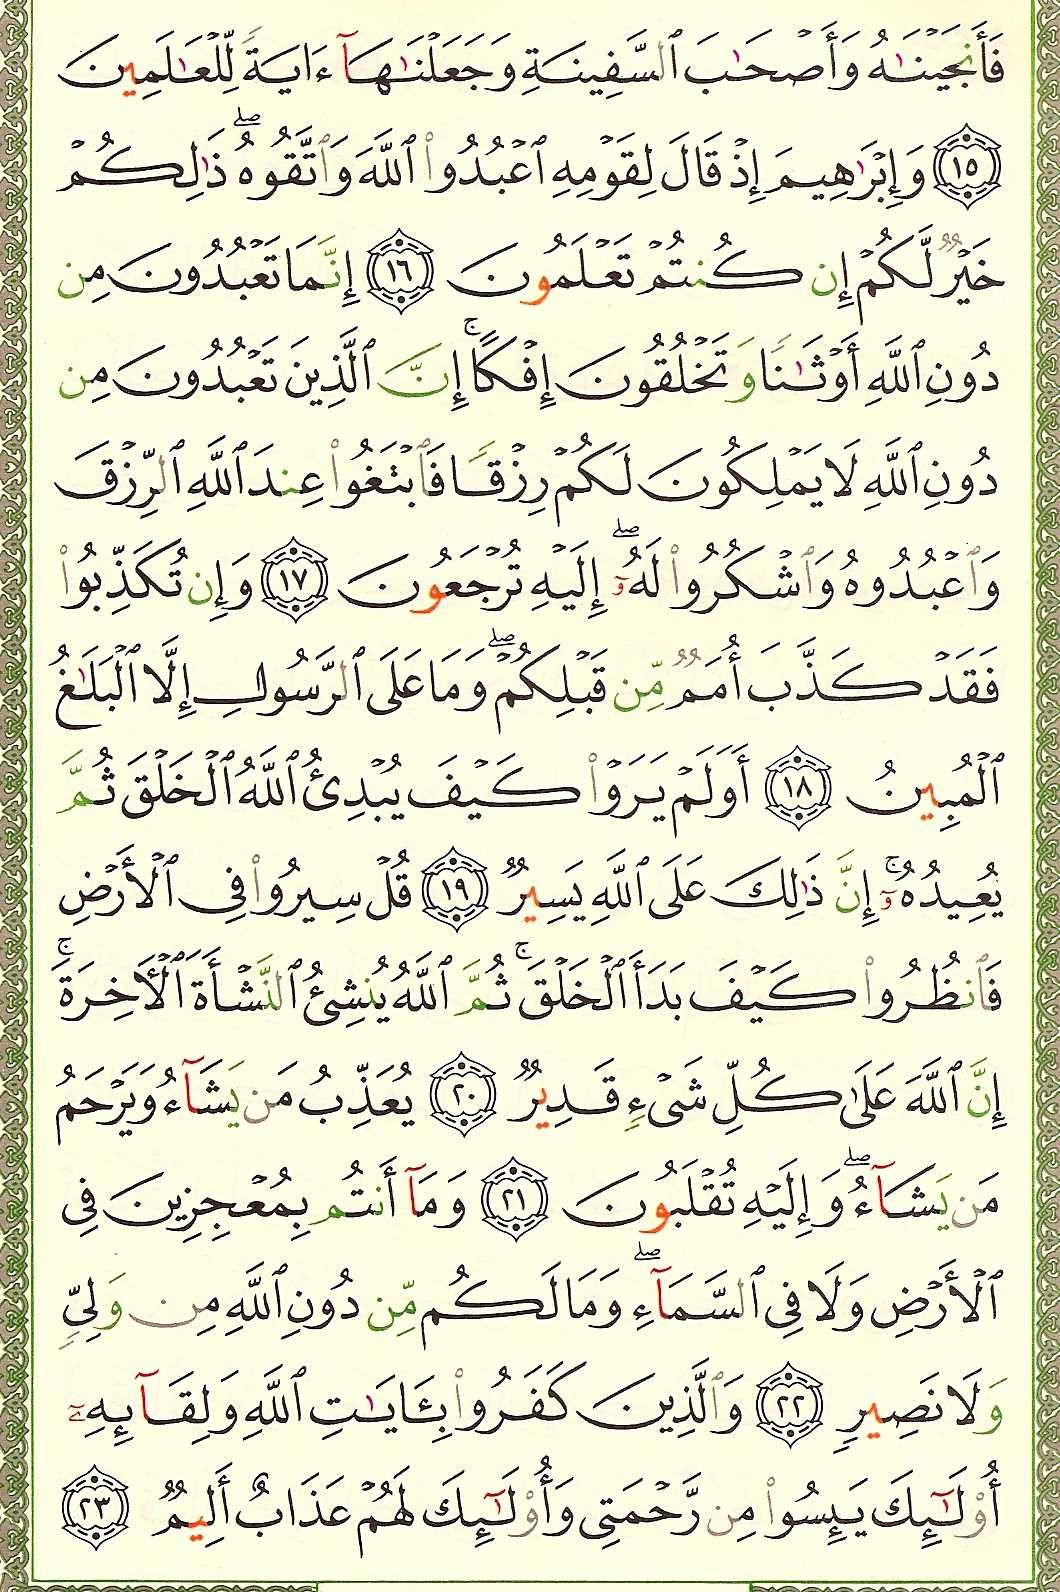 فَأَنجَيْنَٰهُ وَأَصْحَٰبَ ٱلسَّفِينَةِ وَجَعَلْنَٰهَآ ءَايَةً لِّلْعَٰلَمِينَ
۝١٥ وَإِبْرَٰهِيمَ إِذْ قَالَ لِقَوْمِهِ ٱعْبُدُوا۟ ٱللَّهَ وَٱتَّقُوهُ ۖ ذَٰلِكُمْ
خَيْرٌ لَّكُمْ إِن كُنتُمْ تَعْلَمُونَ ۝١٦ إِنَّمَا تَعْبُدُونَ مِن
دُونِ ٱللَّهِ أَوْثَٰنًا وَتَخْلُقُونَ إِفْكًا ۚ إِنَّ ٱلَّذِينَ تَعْبُدُونَ مِن
دُونِ ٱللَّهِ لَا يَمْلِكُونَ لَكُمْ رِزْقًا فَٱبْتَغُوا۟ عِندَ ٱللَّهِ ٱلرِّزْقَ
وَٱعْبُدُوهُ وَٱشْكُرُوا۟ لَهُۥٓ ۖ إِلَيْهِ تُرْجَعُونَ ۝١٧ وَإِن تُكَذِّبُوا۟
فَقَدْ كَذَّبَ أُمَمٌ مِّن قَبْلِكُمْ ۖ وَمَا عَلَى ٱلرَّسُولِ إِلَّا ٱلْبَلَٰغُ
ٱلْمُبِينُ ۝١٨ أَوَلَمْ يَرَوْا۟ كَيْفَ يُبْدِئُ ٱللَّهُ ٱلْخَلْقَ ثُمَّ
يُعِيدُهُۥٓ ۚ إِنَّ ذَٰلِكَ عَلَى ٱللَّهِ يَسِيرٌ ۝١٩ قُلْ سِيرُوا۟ فِى ٱلْأَرْضِ
فَٱنظُرُوا۟ كَيْفَ بَدَأَ ٱلْخَلْقَ ۚ ثُمَّ ٱللَّهُ يُنشِئُ ٱلنَّشْأَةَ ٱلْءَاخِرَةَ ۚ
إِنَّ ٱللَّهَ عَلَىٰ كُلِّ شَىْءٍ قَدِيرٌ ۝٢٠ يُعَذِّبُ مَن يَشَآءُ وَيَرْحَمُ
مَن يَشَآءُ ۖ وَإِلَيْهِ تُقْلَبُونَ ۝٢١ وَمَآ أَنتُم بِمُعْجِزِينَ فِى
ٱلْأَرْضِ وَلَا فِى ٱلسَّمَآءِ ۖ وَمَا لَكُم مِّن دُونِ ٱللَّهِ مِن وَلِىٍّ
وَلَا نَصِيرٍ ۝٢٢ وَٱلَّذِينَ كَفَرُوا۟ بِـَٔايَٰتِ ٱللَّهِ وَلِقَآئِهِۦٓ
أُو۟لَٰٓئِكَ يَئِسُوا۟ مِن رَّحْمَتِى وَأُو۟لَٰٓئِكَ لَهُمْ عَذَابٌ أَلِيمٌ ۝٢٣